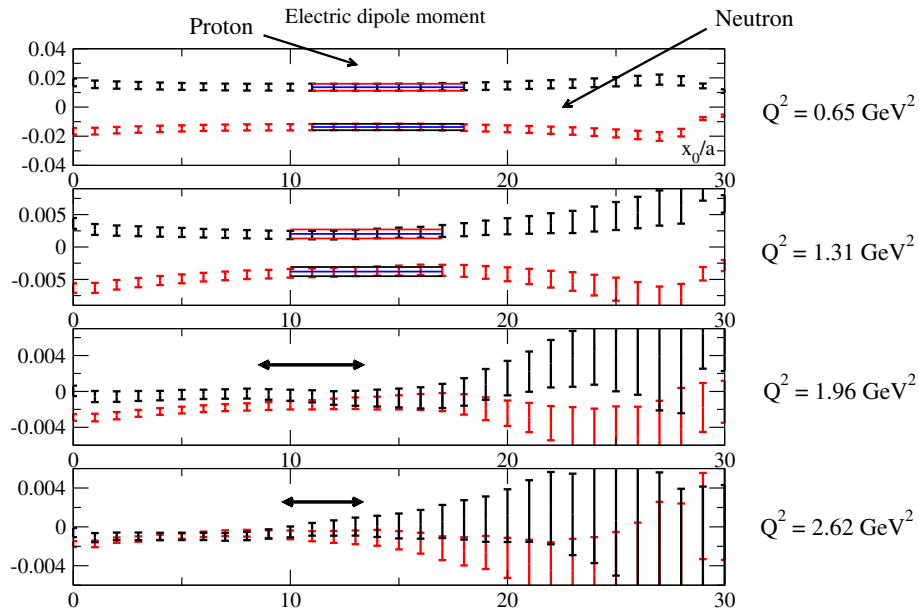 Electric dipole moment
Proton
Neutron
0.04
0.02
0
-0.02
-0.04
x₀/a
0 10 20 30
Q² = 0.65 GeV²
0.005
0
-0.005
0 10 20 30
Q² = 1.31 GeV²
0.004
0
-0.004
0 10 20 30
Q² = 1.96 GeV²
0.004
0
-0.004
0 10 20 30
Q² = 2.62 GeV²